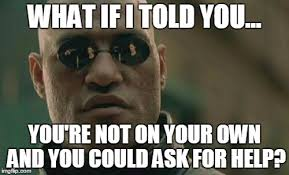 WHAT IF I TOLD YOU...
YOU'RE NOT ON YOUR OWN
AND YOU COULD ASK FOR HELP?
imgflip.com